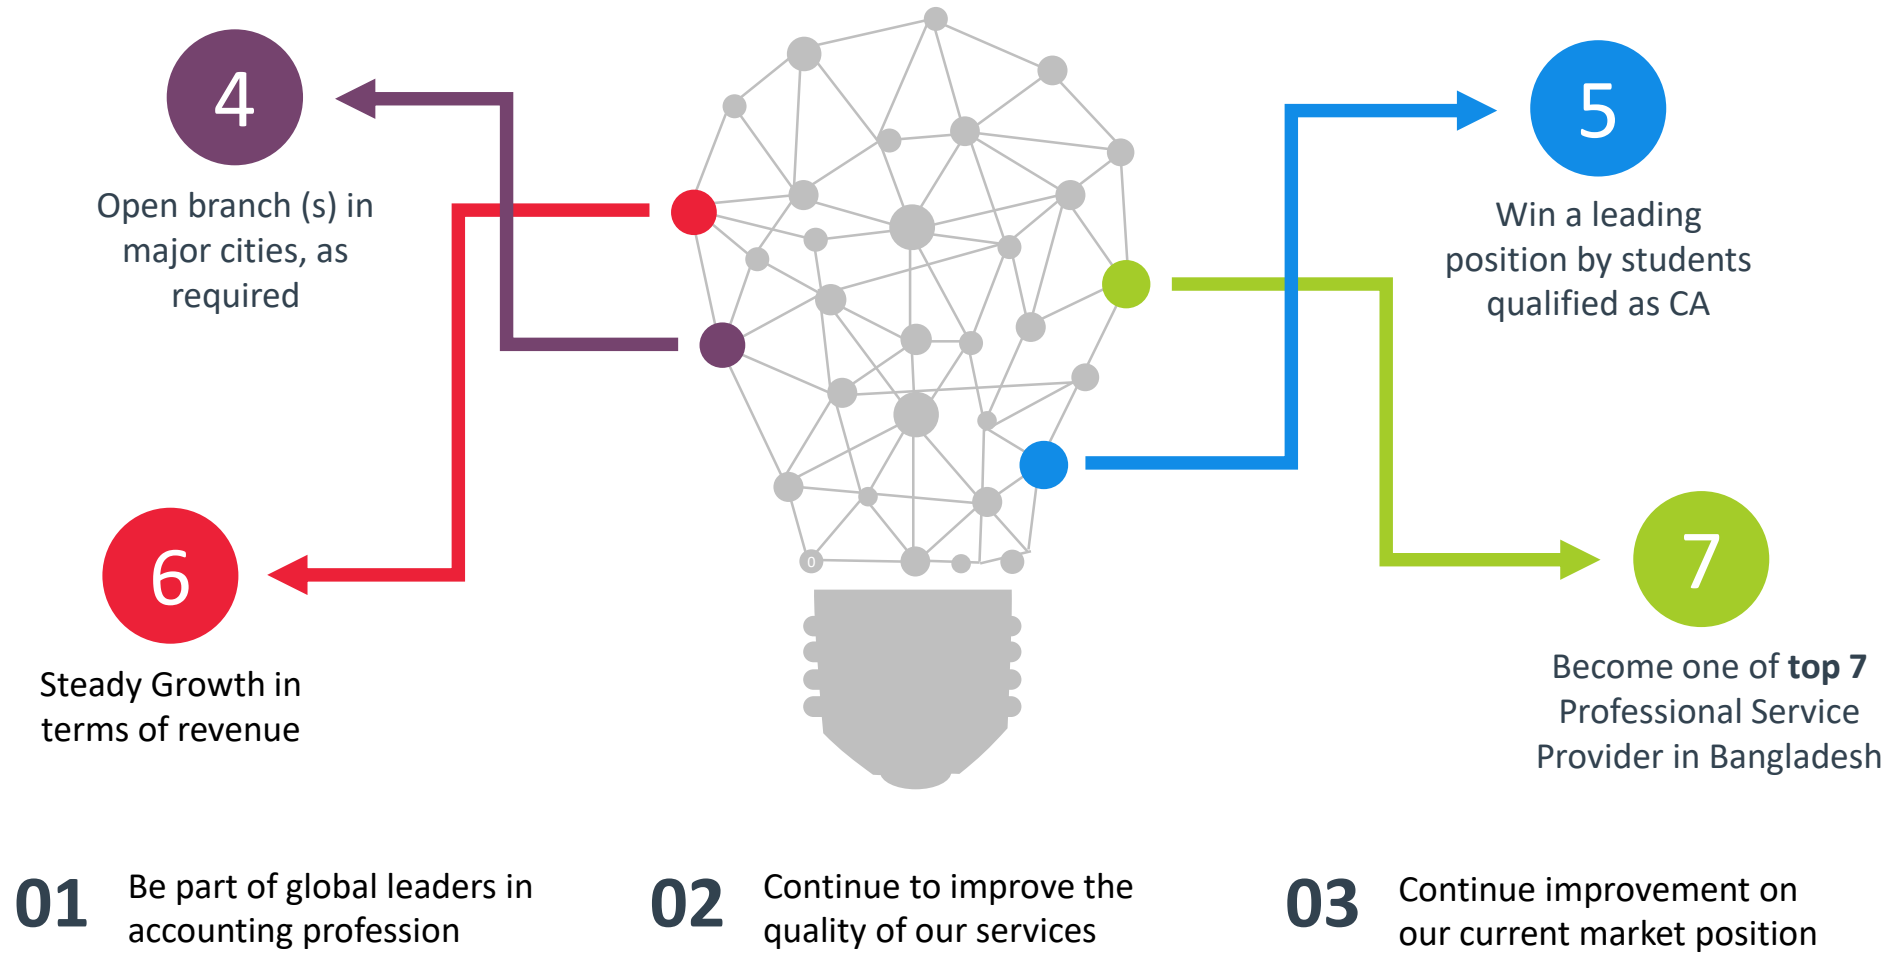 4
Open branch (s) in
major cities, as
required
5
Win a leading
position by students
qualified as CA
6
Steady Growth in
terms of revenue
7
Become one of top 7
Professional Service
Provider in Bangladesh
0
01
Be part of global leaders in
accounting profession
02
Continue to improve the
quality of our services
03
Continue improvement on
our current market position